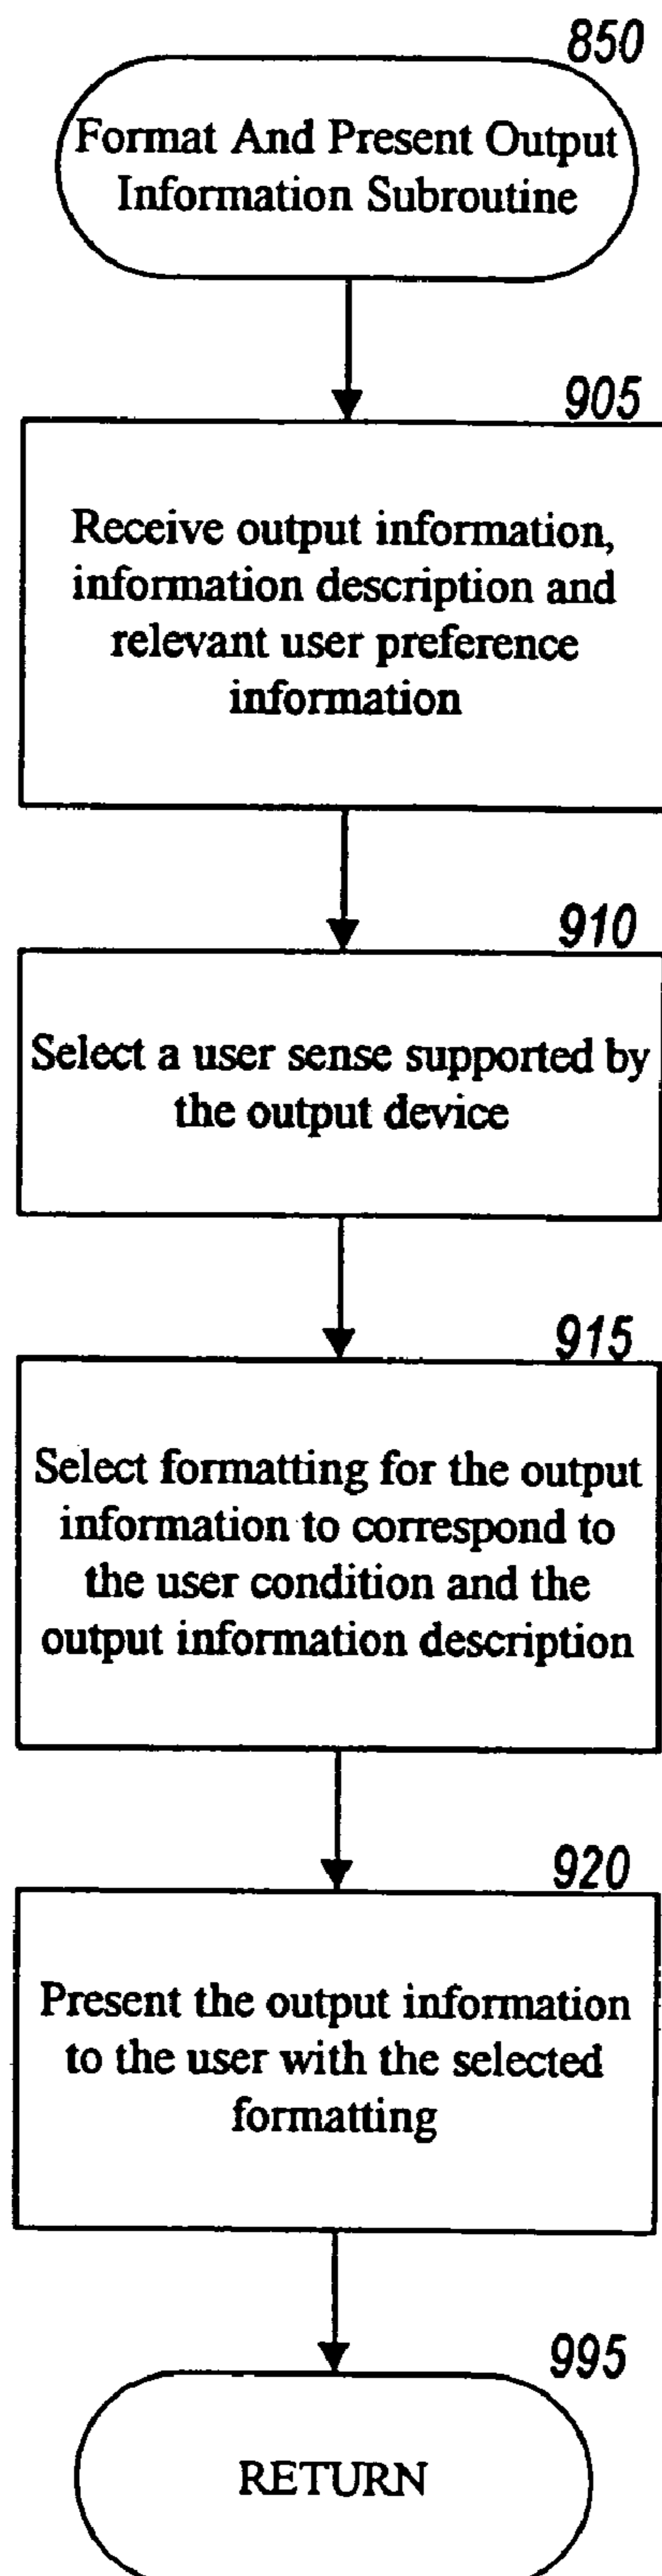 850
Format And Present Output
Information Subroutine
905
Receive output information,
information description and
relevant user preference
information
910
Select a user sense supported by
the output device
915
Select formatting for the output
information to correspond to
the user condition and the
output information description
920
Present the output information
to the user with the selected
formatting
995
RETURN